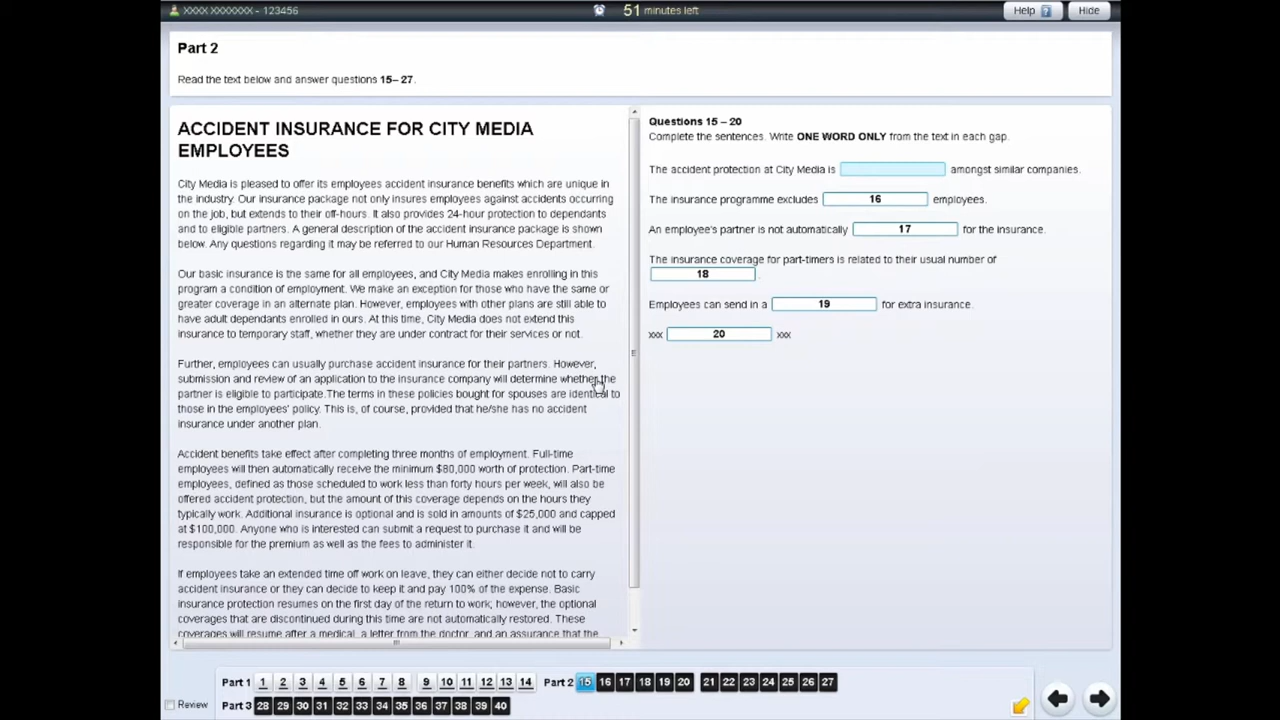 XXXX XXXXXXX - 123456
51 minutes left
Help ?
Hide
Part 2
Read the text below and answer questions 15– 27.
ACCIDENT INSURANCE FOR CITY MEDIA
EMPLOYEES
City Media is pleased to offer its employees accident insurance benefits which are unique in
the industry. Our insurance package not only insures employees against accidents occurring
on the job, but extends to their off-hours. It also provides 24-hour protection to dependants
and to eligible partners. A general description of the accident insurance package is shown
below. Any questions regarding it may be referred to our Human Resources Department.
Our basic insurance is the same for all employees, and City Media makes enrolling in this
program a condition of employment. We make an exception for those who have the same or
greater coverage in an alternate plan. However, employees with other plans are still able to
have adult dependants enrolled in ours. At this time, City Media does not extend this
insurance to temporary staff, whether they are under contract for their services or not.
Further, employees can usually purchase accident insurance for their partners. However,
submission and review of an application to the insurance company will determine whether the
partner is eligible to participate.The terms in these policies bought for spouses are identical to
those in the employees' policy. This is, of course, provided that he/she has no accident
insurance under another plan.
Accident benefits take effect after completing three months of employment. Full-time
employees will then automatically receive the minimum $80,000 worth of protection. Part-time
employees, defined as those scheduled to work less than forty hours per week, will also be
offered accident protection, but the amount of this coverage depends on the hours they
typically work. Additional insurance is optional and is sold in amounts of $25,000 and capped
at $100,000. Anyone who is interested can submit a request to purchase it and will be
responsible for the premium as well as the fees to administer it.
If employees take an extended time off work on leave, they can either decide not to carry
accident insurance or they can decide to keep it and pay 100% of the expense. Basic
insurance protection resumes on the first day of the return to work; however, the optional
coverages that are discontinued during this time are not automatically restored. These
coverages will resume after a medical, a letter from the doctor, and an assurance that the
Questions 15 – 20
Complete the sentences. Write ONE WORD ONLY from the text in each gap.
The accident protection at City Media is amongst similar companies.
The insurance programme excludes 16 employees.
An employee's partner is not automatically 17 for the insurance.
The insurance coverage for part-timers is related to their usual number of
18 .
Employees can send in a 19 for extra insurance.
xxx 20 xxx
Part 1 1 2 3 4 5 6 7 8 9 10 11 12 13 14 Part 2 15 16 17 18 19 20 21 22 23 24 25 26 27
Review Part 3 28 29 30 31 32 33 34 35 36 37 38 39 40